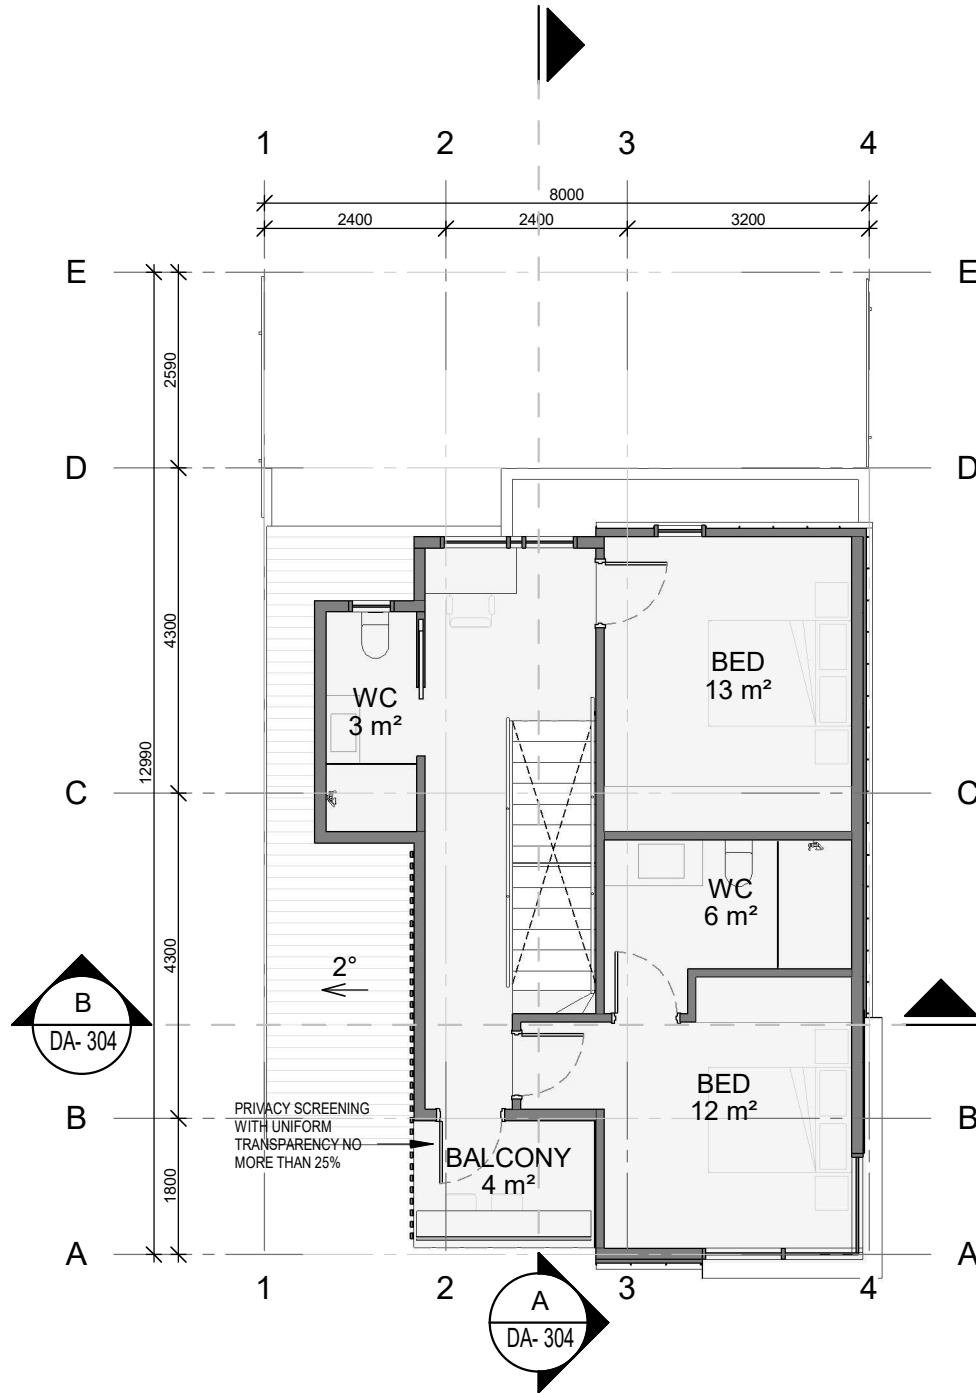 1 2 3 4
8000
2400 2400 3200
E E
2590
D D
4300
12990
BED
13 m²
WC
3 m²
C C
WC
6 m²
4300
2°
B
DA- 304
BED
12 m²
B B
PRIVACY SCREENING
WITH UNIFORM
TRANSPARENCY NO
MORE THAN 25%
BALCONY
4 m²
1800
A A
1 2 3 4
A
DA- 304